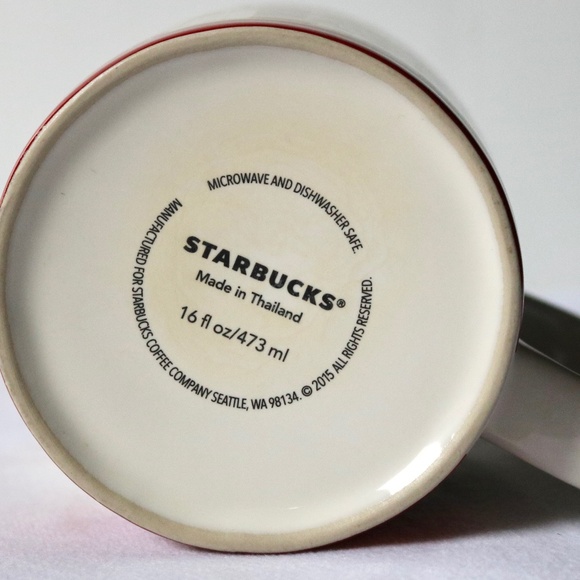 MICROWAVE AND DISHWASHER SAFE.
MANUFACTURED FOR STARBUCKS COFFEE COMPANY SEATTLE, WA 98134. © 2015 ALL RIGHTS RESERVED.
STARBUCKS®
Made in Thailand
16 fl oz/473 ml